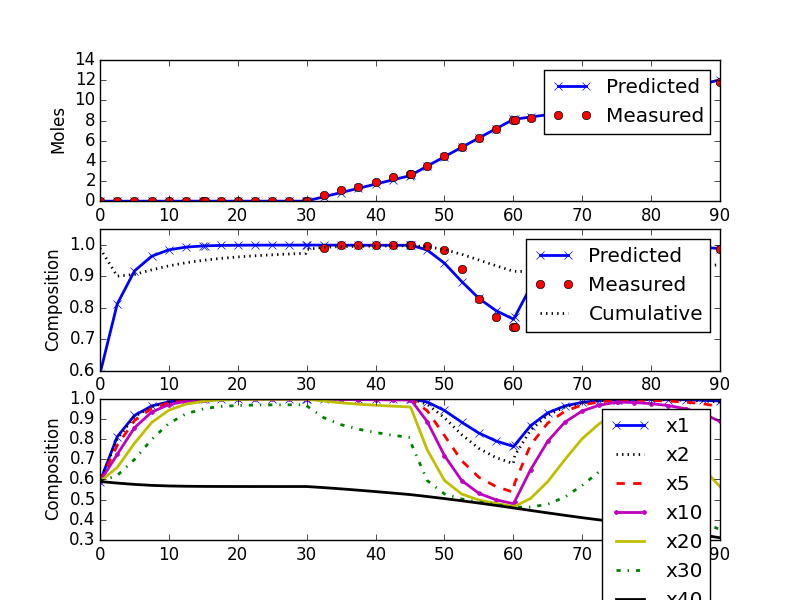 14
12
10
8
6
4
2
0
Moles
0 10 20 30 40 50 60 70 80 90
Predicted
Measured
1.0
0.9
0.8
0.7
0.6
Composition
0 10 20 30 40 50 60 70 80 90
Predicted
Measured
Cumulative
1.0
0.9
0.8
0.7
0.6
0.5
0.4
0.3
Composition
0 10 20 30 40 50 60 70 90
x1
x2
x5
x10
x20
x30
x40